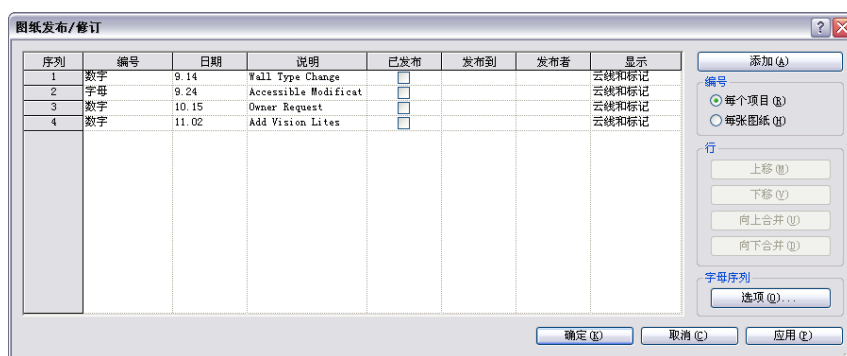 图纸发布/修订
序列 编号 日期 说明 已发布 发布到 发布者 显示 添加(A)
1 数字 9.14 Wall Type Change 云线和标记
编号
2 字母 9.24 Accessible Modificat 云线和标记
每个项目(R)
3 数字 10.15 Owner Request 云线和标记
4 数字 11.02 Add Vision Lites 云线和标记
每张图纸(H)
行
上移(M)
下移(V)
向上合并(U)
向下合并(D)
字母序列
选项(O)...
确定(K) 取消(C) 应用(P)